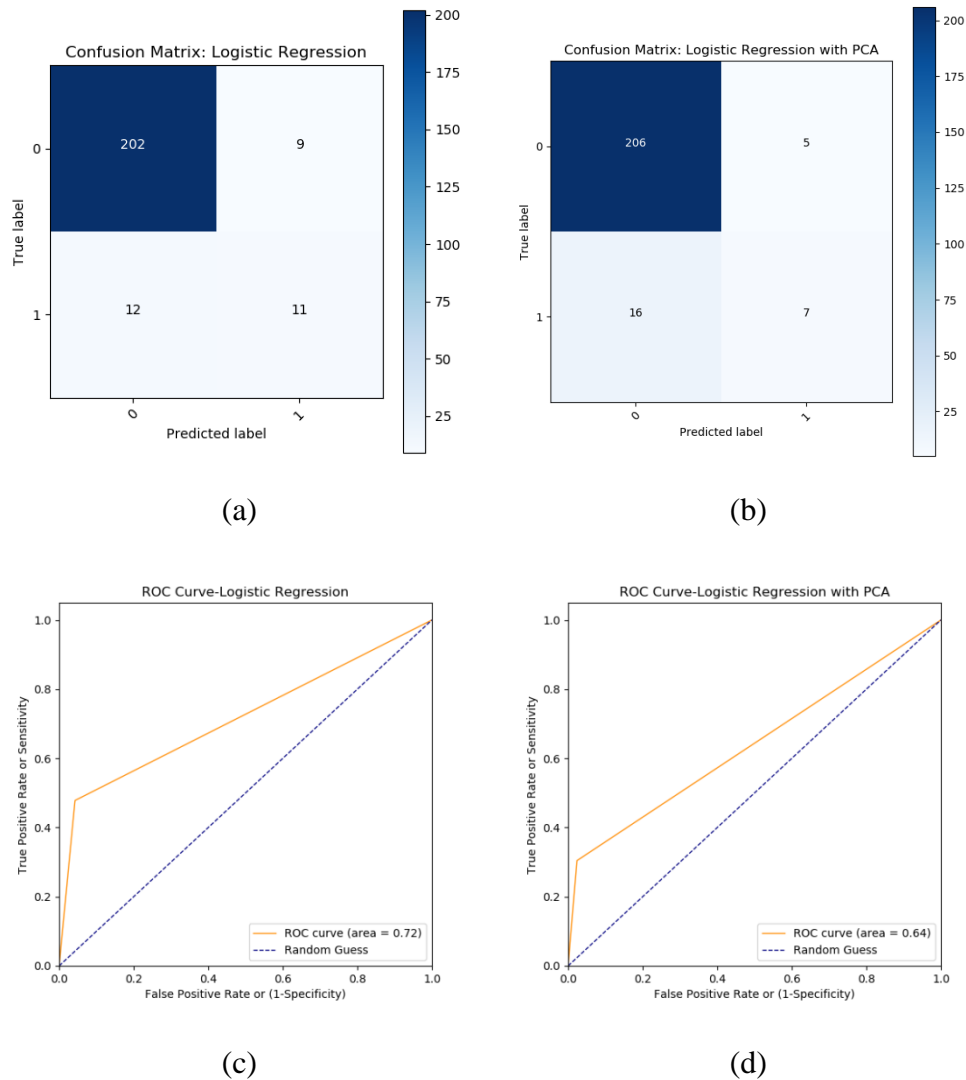 Confusion Matrix: Logistic Regression
202
9
12
11
0
1
True label
0
1
Predicted label
200
175
150
125
100
75
50
25
(a)
Confusion Matrix: Logistic Regression with PCA
206
5
16
7
0
1
True label
0
1
Predicted label
200
175
150
125
100
75
50
25
(b)
ROC Curve-Logistic Regression
1.0
0.8
0.6
0.4
0.2
0.0
True Positive Rate or Sensitivity
ROC curve (area = 0.72)
Random Guess
0.0 0.2 0.4 0.6 0.8 1.0
False Positive Rate or (1-Specificity)
(c)
ROC Curve-Logistic Regression with PCA
1.0
0.8
0.6
0.4
0.2
0.0
True Positive Rate or Sensitivity
ROC curve (area = 0.64)
Random Guess
0.0 0.2 0.4 0.6 0.8 1.0
False Positive Rate or (1-Specificity)
(d)